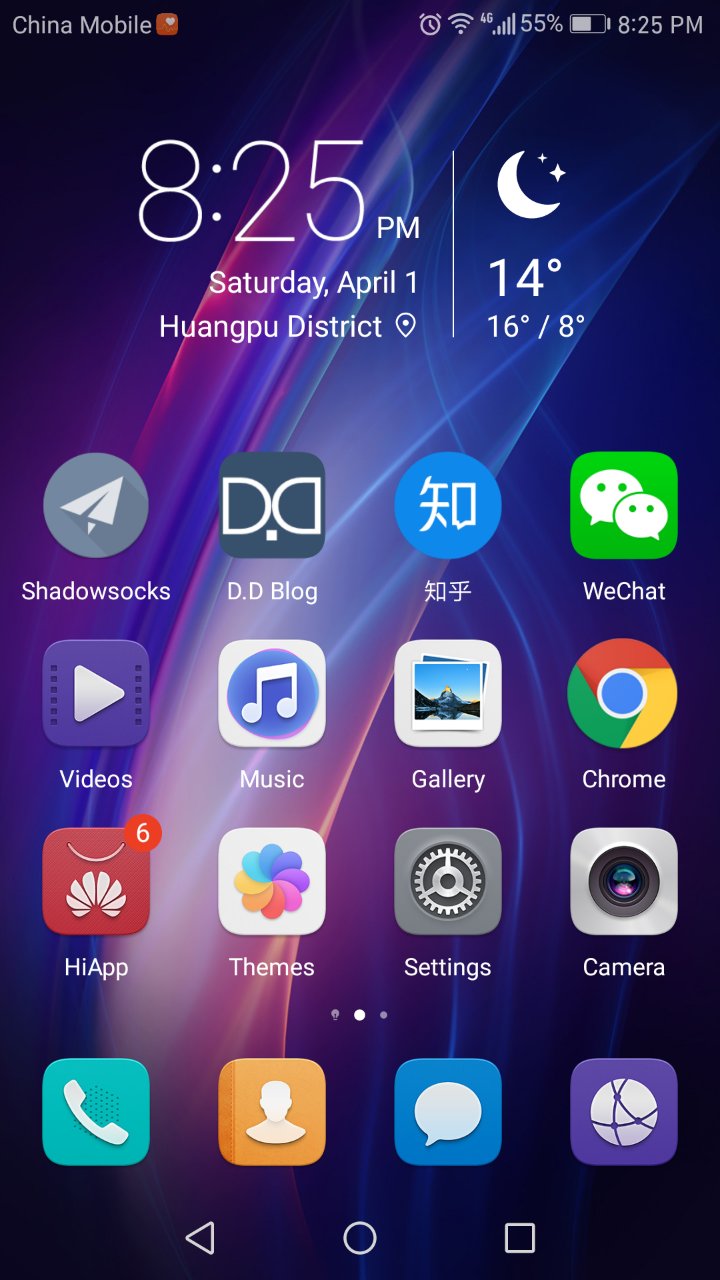 China Mobile
4G 55% 8:25 PM
8:25 PM
Saturday, April 1
Huangpu District
14°
16° / 8°
D.D
知
Shadowsocks
D.D Blog
知乎
WeChat
Videos
Music
Gallery
Chrome
6
HiApp
Themes
Settings
Camera